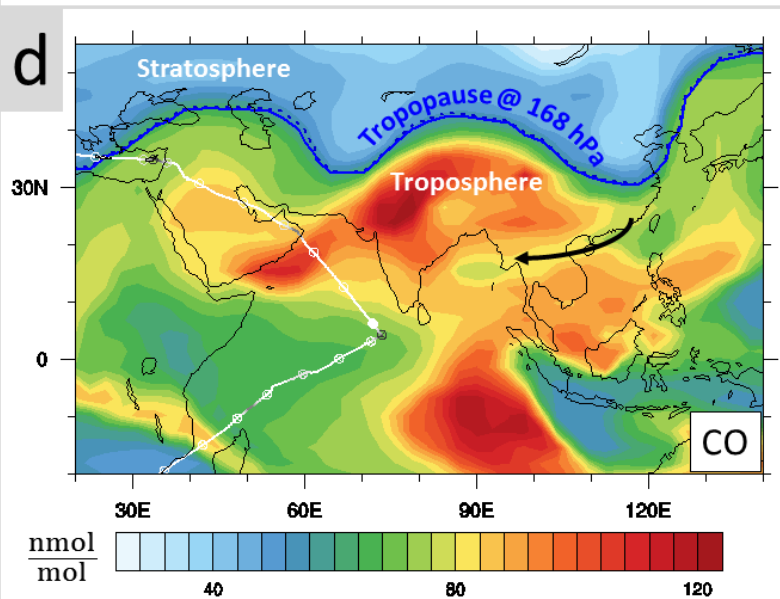 d
Stratosphere
Tropopause @ 168 hPa
Troposphere
30N
0
CO
30E 60E 90E 120E
nmol
mol
40 80 120